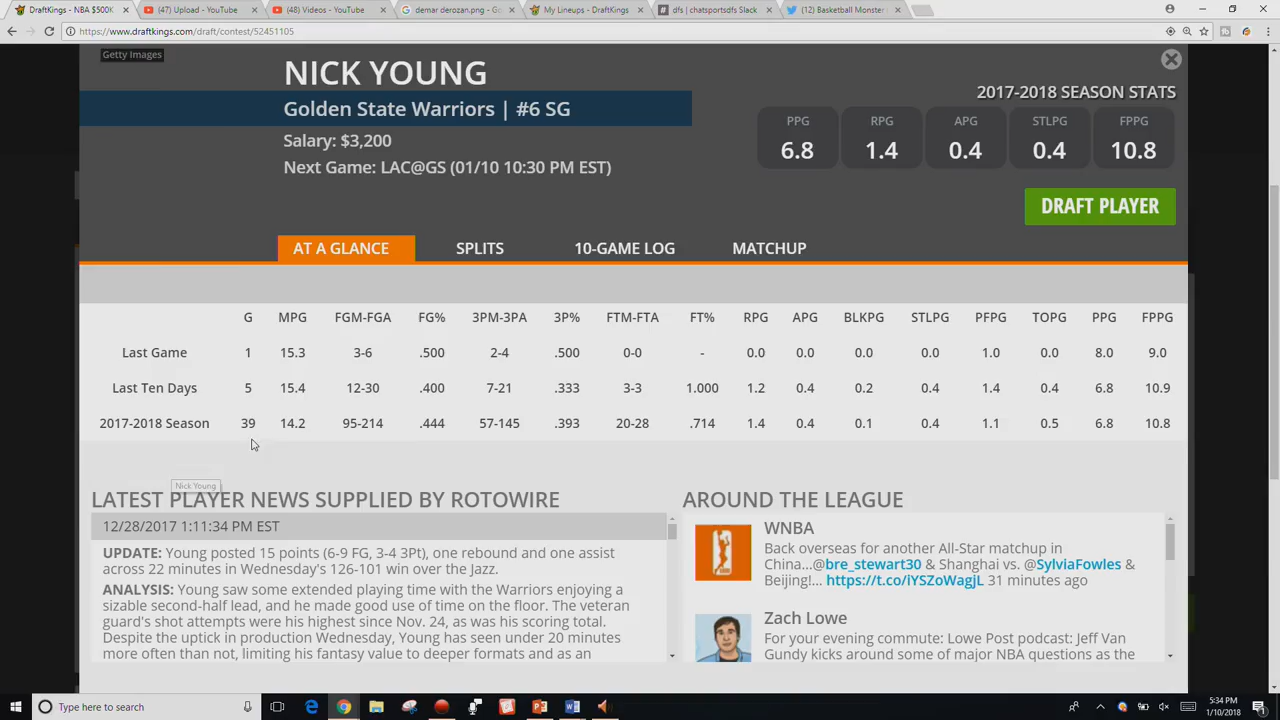 DraftKings - NBA $500K
(47) Upload - YouTube
(48) Videos - YouTube
demar derozan.png - Go
My Lineups - DraftKings
dfs | chatsportsdfs Slack
(12) Basketball Monster
https://www.draftkings.com/draft/contest/52451105
Getty Images
NICK YOUNG
Golden State Warriors | #6 SG
Salary: $3,200
Next Game: LAC@GS (01/10 10:30 PM EST)
2017-2018 SEASON STATS
PPG RPG APG STLPG FPPG
6.8 1.4 0.4 0.4 10.8
DRAFT PLAYER
AT A GLANCE SPLITS 10-GAME LOG MATCHUP
G MPG FGM-FGA FG% 3PM-3PA 3P% FTM-FTA FT% RPG APG BLKPG STLPG PFPG TOPG PPG FPPG
Last Game 1 15.3 3-6 .500 2-4 .500 0-0 - 0.0 0.0 0.0 0.0 1.0 0.0 8.0 9.0
Last Ten Days 5 15.4 12-30 .400 7-21 .333 3-3 1.000 1.2 0.4 0.2 0.4 1.4 0.4 6.8 10.9
2017-2018 Season 39 14.2 95-214 .444 57-145 .393 20-28 .714 1.4 0.4 0.1 0.4 1.1 0.5 6.8 10.8
Nick Young
LATEST PLAYER NEWS SUPPLIED BY ROTOWIRE
12/28/2017 1:11:34 PM EST
UPDATE: Young posted 15 points (6-9 FG, 3-4 3Pt), one rebound and one assist
across 22 minutes in Wednesday's 126-101 win over the Jazz.
ANALYSIS: Young saw some extended playing time with the Warriors enjoying a
sizable second-half lead, and he made good use of time on the floor. The veteran
guard's shot attempts were his highest since Nov. 24, as was his scoring total.
Despite the uptick in production Wednesday, Young has seen under 20 minutes
more often than not, limiting his fantasy value to deeper formats and as an
AROUND THE LEAGUE
WNBA
Back overseas for another All-Star matchup in
China...@bre_stewart30 & Shanghai vs. @SylviaFowles &
Beijing!... https://t.co/iYSZoWagjL 31 minutes ago
Zach Lowe
For your evening commute: Lowe Post podcast: Jeff Van
Gundy kicks around some of major NBA questions as the
Type here to search
5:34 PM
1/10/2018